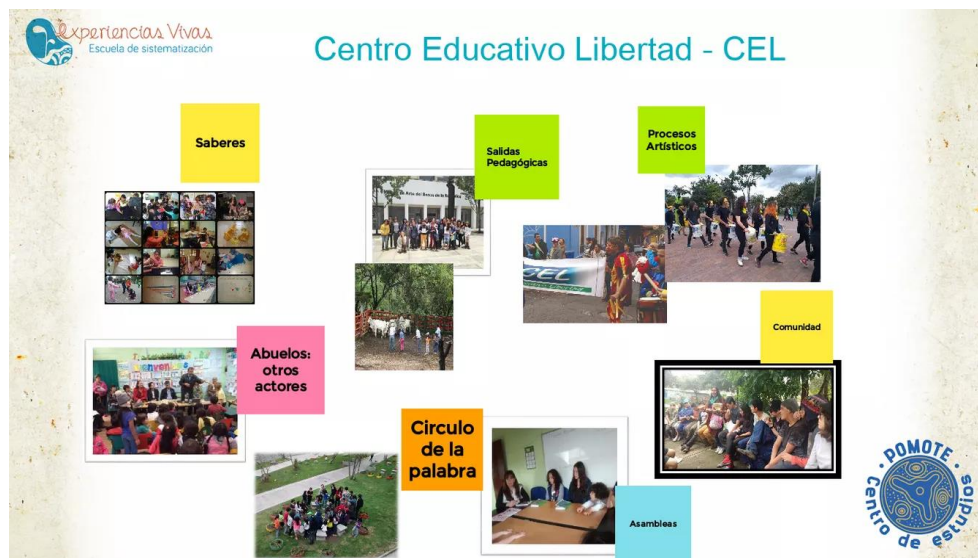 Experiencias Vivas
Escuela de sistematización
Centro Educativo Libertad - CEL
Saberes
Salidas
Pedagógicas
Procesos
Artísticos
CEL
Comunidad
Abuelos:
otros
actores
Circulo
de la
palabra
Asambleas
POMOTE
Centro de estudios